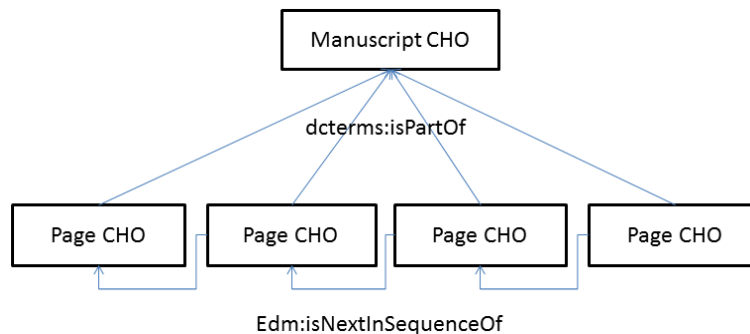 Manuscript CHO
dcterms:isPartOf
Page CHO
Page CHO
Page CHO
Page CHO
Edm:isNextInSequenceOf